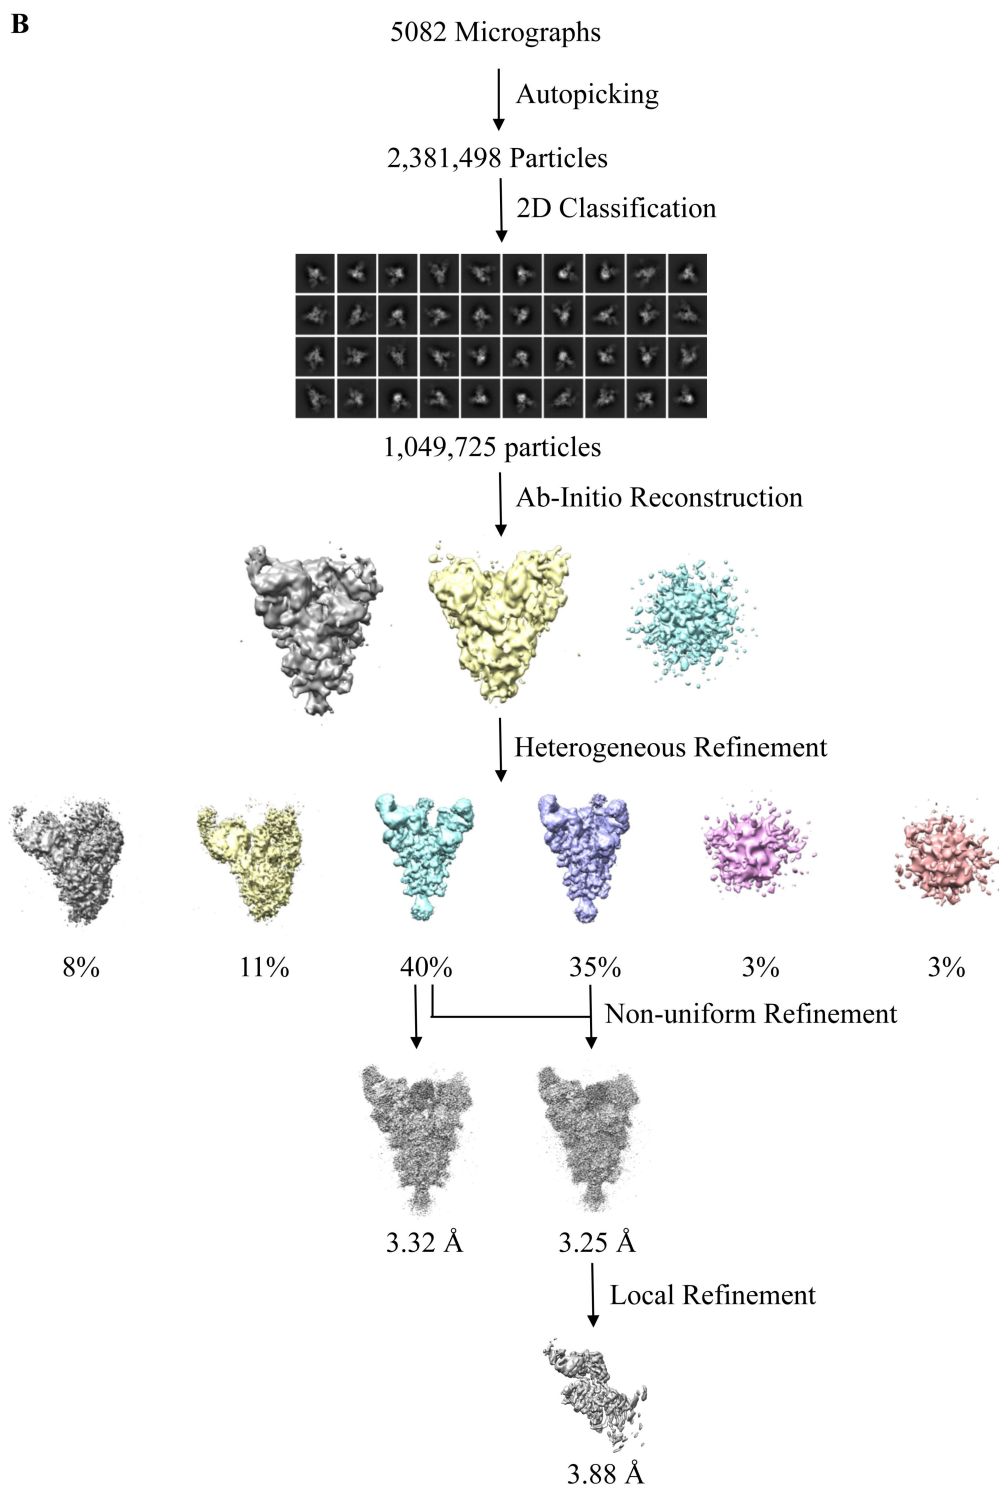 B
5082 Micrographs
Autopicking
2,381,498 Particles
2D Classification
1,049,725 particles
Ab-Initio Reconstruction
Heterogeneous Refinement
8% 11% 40% 35% 3% 3%
Non-uniform Refinement
3.32 Å 3.25 Å
Local Refinement
3.88 Å